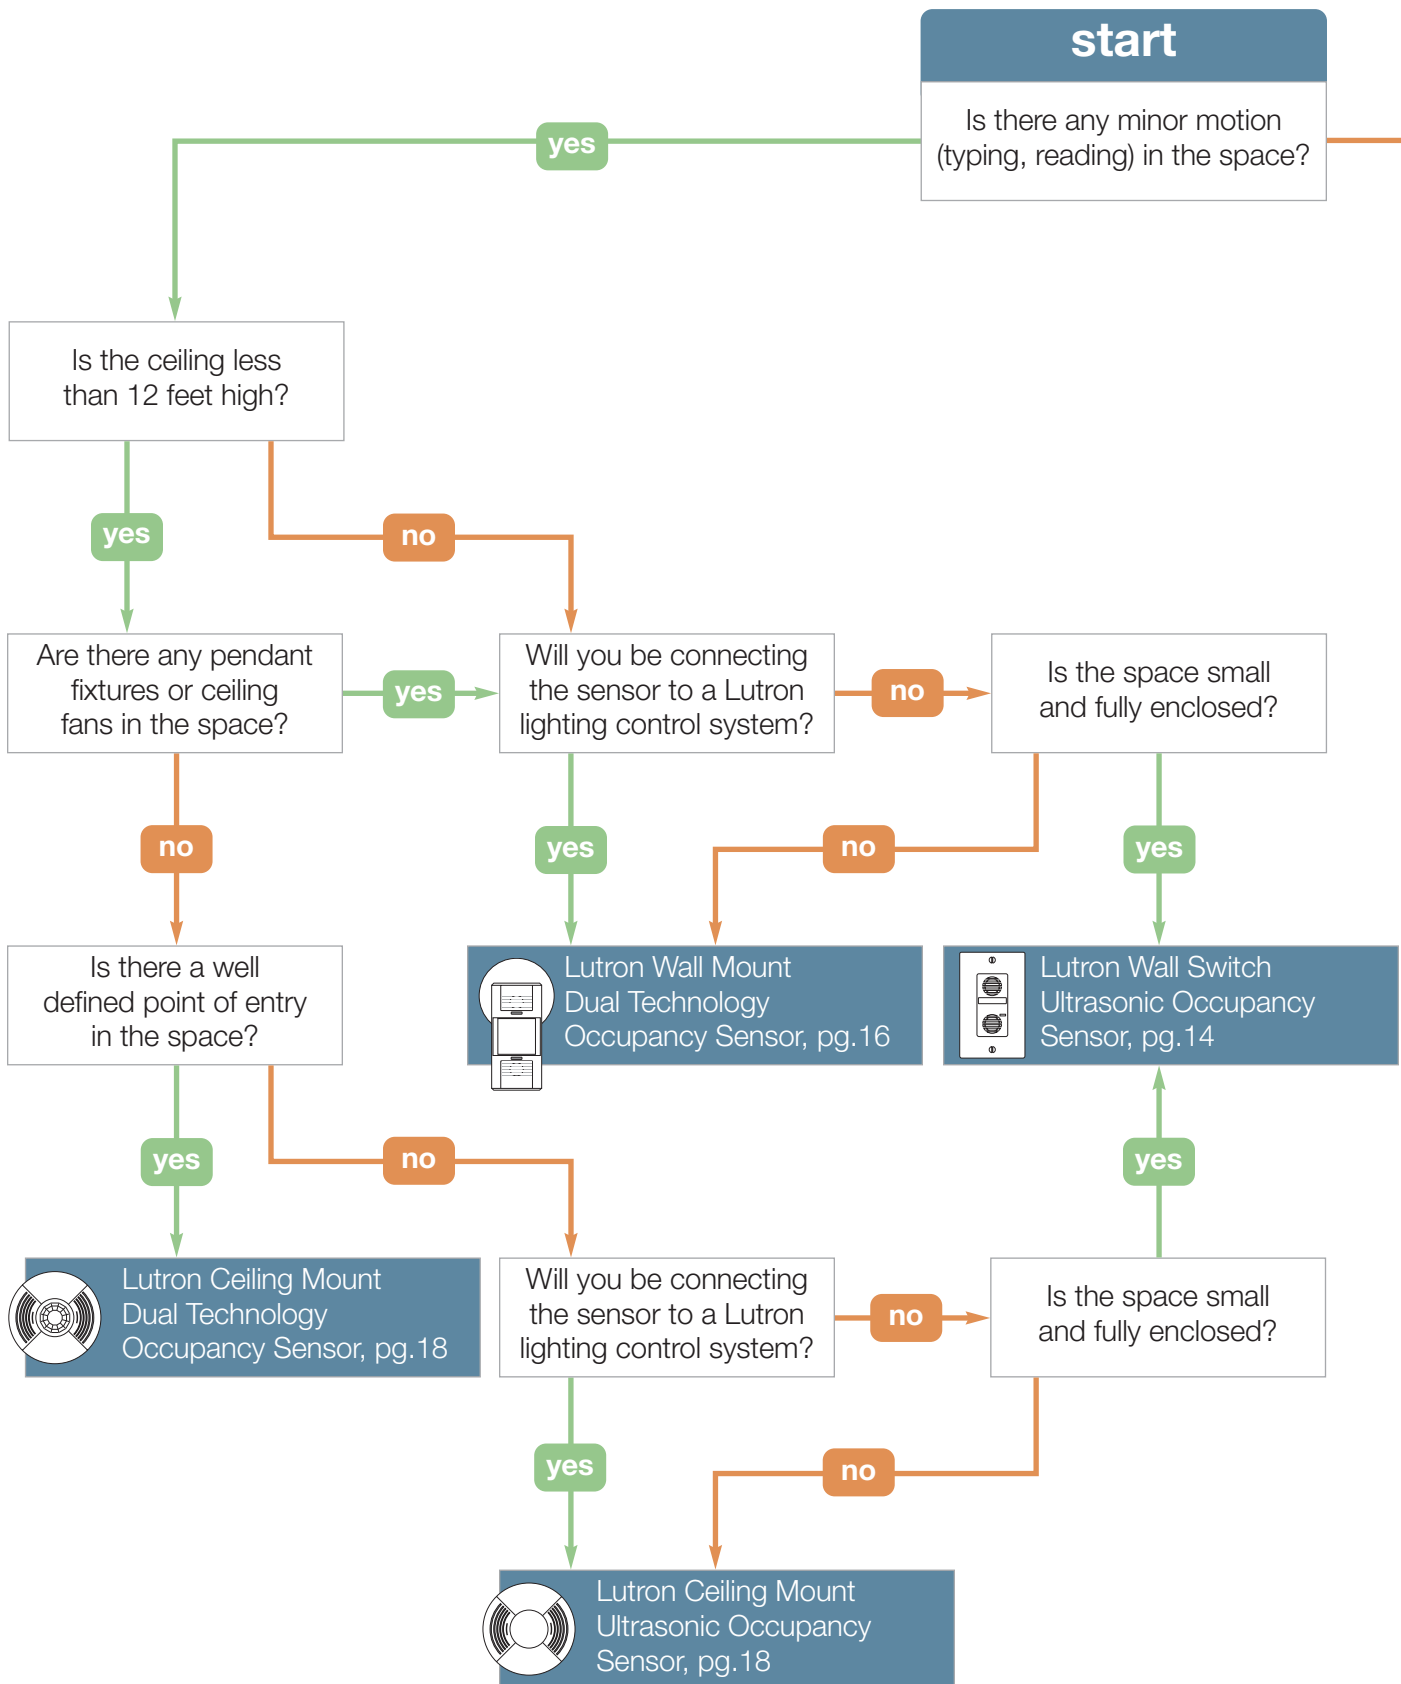 start
Is there any minor motion
(typing, reading) in the space?
yes
Is the ceiling less
than 12 feet high?
yes
no
Are there any pendant
fixtures or ceiling
fans in the space?
yes
Will you be connecting
the sensor to a Lutron
lighting control system?
no
Is the space small
and fully enclosed?
no
yes
no
yes
Is there a well
defined point of entry
in the space?
Lutron Wall Mount
Dual Technology
Occupancy Sensor, pg.16
Lutron Wall Switch
Ultrasonic Occupancy
Sensor, pg.14
yes
no
yes
Lutron Ceiling Mount
Dual Technology
Occupancy Sensor, pg.18
Will you be connecting
the sensor to a Lutron
lighting control system?
no
Is the space small
and fully enclosed?
yes
no
Lutron Ceiling Mount
Ultrasonic Occupancy
Sensor, pg.18